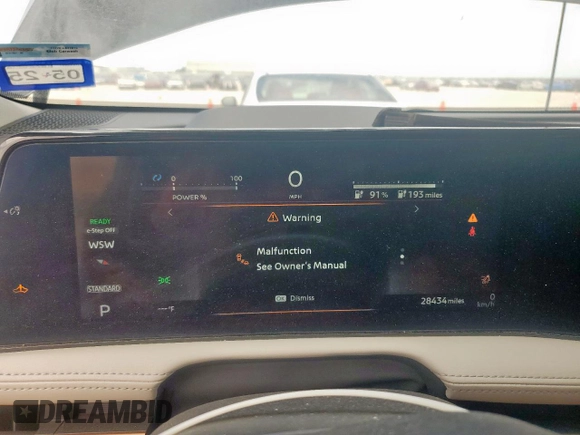 05 25
0
100
0
POWER %
MPH
91 %
193 miles
Warning
READY
e-Step Off
WSW
Malfunction
See Owner's Manual
STANDARD
P
---°F
OK Dismiss
28434 miles
0
km/h
DREAMBID